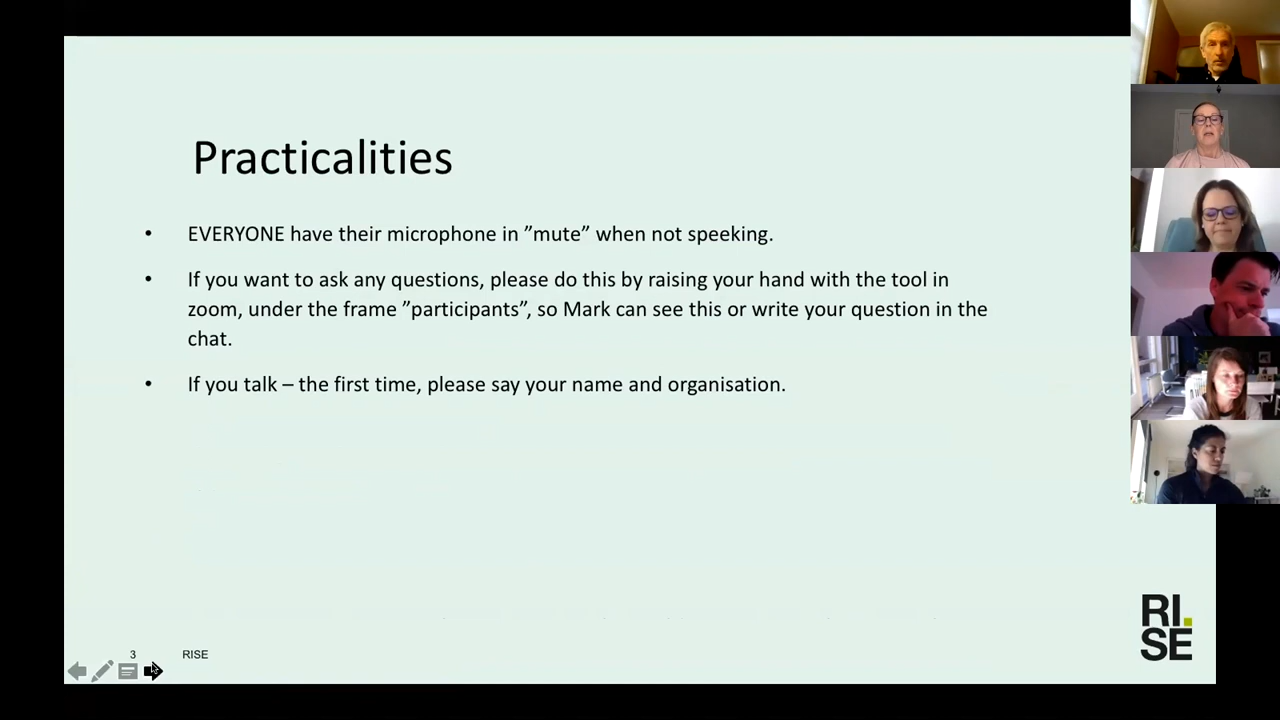 Practicalities
• EVERYONE have their microphone in ”mute” when not speeking.
• If you want to ask any questions, please do this by raising your hand with the tool in
zoom, under the frame ”participants”, so Mark can see this or write your question in the
chat.
• If you talk – the first time, please say your name and organisation.
3 RISE
RI.
SE